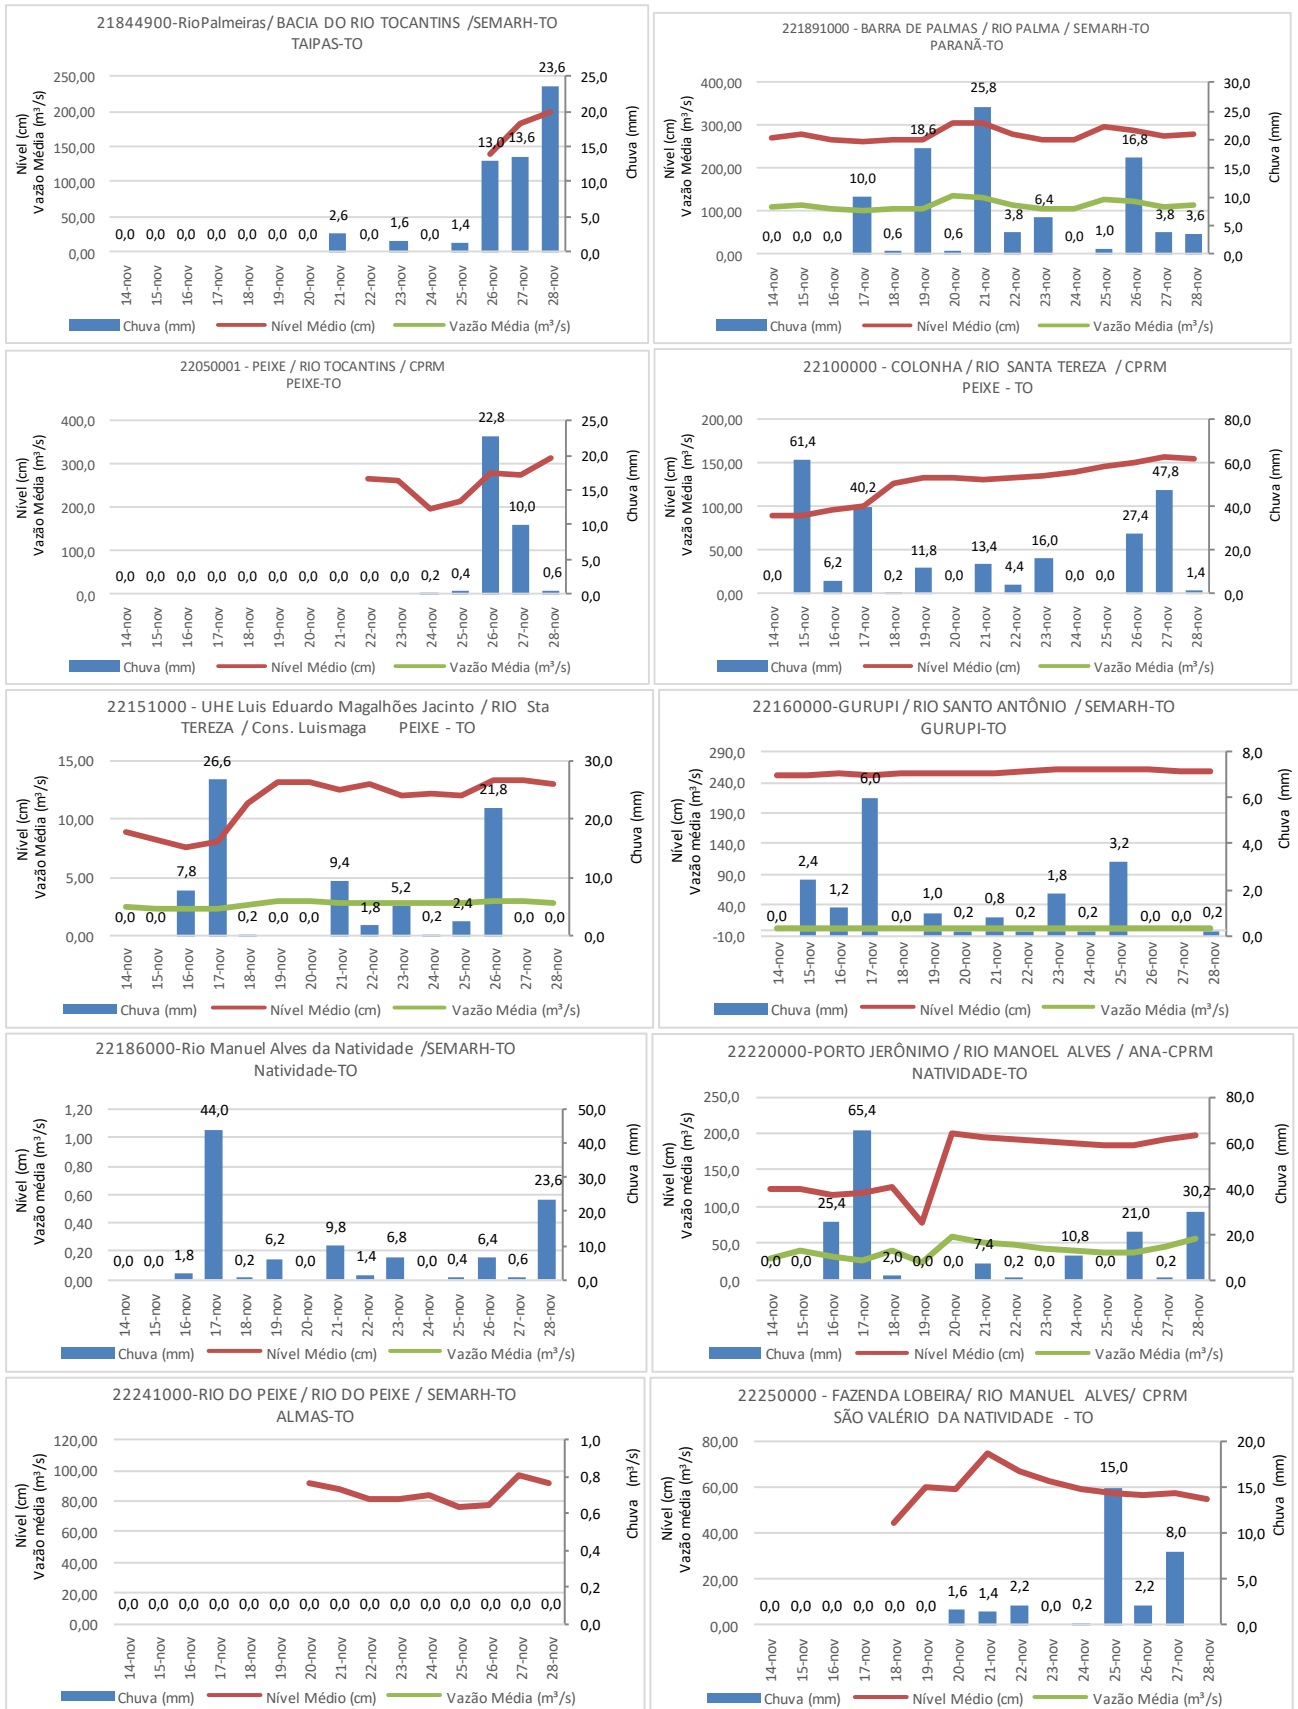 21844900-RioPalmeiras/ BACIA DO RIO TOCANTINS /SEMARH-TO
TAIPAS-TO
Nível (cm)
Vazão Média (m³/s)
250,00
200,00
150,00
100,00
50,00
0,00
0,0 0,0 0,0 0,0 0,0 0,0 0,0 2,6 0,0 1,6 0,0 1,4 13,0 13,6 23,6
25,0
20,0
15,0
10,0
5,0
0,0
Chuva (mm)
14-nov 15-nov 16-nov 17-nov 18-nov 19-nov 20-nov 21-nov 22-nov 23-nov 24-nov 25-nov 26-nov 27-nov 28-nov
Chuva (mm) Nível Médio (cm) Vazão Média (m³/s)
221891000 - BARRA DE PALMAS / RIO PALMA / SEMARH-TO
PARANÃ-TO
Nível (cm)
Vazão Média (m³/s)
400,00
300,00
200,00
100,00
00,00
0,0 0,0 0,0 10,0 0,6 18,6 0,6 25,8 3,8 6,4 0,0 1,0 16,8 3,8 3,6
30,0
25,0
20,0
15,0
10,0
5,0
0,0
Chuva (mm)
14-nov 15-nov 16-nov 17-nov 18-nov 19-nov 20-nov 21-nov 22-nov 23-nov 24-nov 25-nov 26-nov 27-nov 28-nov
Chuva (mm) Nível Médio (cm) Vazão Média (m³/s)
22050001 - PEIXE / RIO TOCANTINS / CPRM
PEIXE-TO
Nível (cm)
Vazão Média (m³/s)
400,0
300,0
200,0
100,0
0,0
0,0 0,0 0,0 0,0 0,0 0,0 0,0 0,0 0,0 0,0 0,2 0,4 22,8 10,0 0,6
25,0
20,0
15,0
10,0
5,0
0,0
Chuva (mm)
14-nov 15-nov 16-nov 17-nov 18-nov 19-nov 20-nov 21-nov 22-nov 23-nov 24-nov 25-nov 26-nov 27-nov 28-nov
Chuva (mm) Nível Médio (cm) Vazão Média (m³/s)
22100000 - COLONHA / RIO SANTA TEREZA / CPRM
PEIXE - TO
Nível (cm)
Vazão Média (m³/s)
200,00
150,00
100,00
50,00
0,00
0,0 61,4 6,2 40,2 0,2 11,8 0,0 13,4 4,4 16,0 0,0 0,0 27,4 47,8 1,4
80,0
60,0
40,0
20,0
0,0
Chuva (mm)
14-nov 15-nov 16-nov 17-nov 18-nov 19-nov 20-nov 21-nov 22-nov 23-nov 24-nov 25-nov 26-nov 27-nov 28-nov
Chuva (mm) Nível Médio (cm) Vazão Média (m³/s)
22151000 - UHE Luis Eduardo Magalhões Jacinto / RIO Sta
TEREZA / Cons. Luismaga PEIXE - TO
Nível (cm)
Vazão Média (m³/s)
15,00
10,00
5,00
0,00
0,0 0,0 7,8 26,6 0,2 0,0 0,0 9,4 1,8 5,2 0,2 2,4 21,8 0,0 0,0
30,0
20,0
10,0
0,0
Chuva (mm)
14-nov 15-nov 16-nov 17-nov 18-nov 19-nov 20-nov 21-nov 22-nov 23-nov 24-nov 25-nov 26-nov 27-nov 28-nov
Chuva (mm) Nível Médio (cm) Vazão Média (m³/s)
22160000-GURUPI / RIO SANTO ANTÔNIO / SEMARH-TO
GURUPI-TO
Nível (cm)
Vazão média (m³/s)
290,0
240,0
190,0
140,0
90,0
40,0
-10,0
0,0 2,4 1,2 6,0 0,0 1,0 0,2 0,8 0,2 1,8 0,2 3,2 0,0 0,0 0,2
8,0
6,0
4,0
2,0
0,0
Chuva (mm)
14-nov 15-nov 16-nov 17-nov 18-nov 19-nov 20-nov 21-nov 22-nov 23-nov 24-nov 25-nov 26-nov 27-nov 28-nov
Chuva (mm) Nível Médio (cm) Vazão Média (m³/s)
22186000-Rio Manuel Alves da Natividade /SEMARH-TO
Natividade-TO
Nível (cm)
Vazão média (m³/s)
1,20
1,00
0,80
0,60
0,40
0,20
0,00
0,0 0,0 1,8 44,0 0,2 6,2 0,0 9,8 1,4 6,8 0,0 0,4 6,4 0,6 23,6
50,0
40,0
30,0
20,0
10,0
0,0
Chuva (mm)
14-nov 15-nov 16-nov 17-nov 18-nov 19-nov 20-nov 21-nov 22-nov 23-nov 24-nov 25-nov 26-nov 27-nov 28-nov
Chuva (mm) Nível Médio (cm) Vazão Média (m³/s)
22220000-PORTO JERÔNIMO / RIO MANOEL ALVES / ANA-CPRM
NATIVIDADE-TO
Nível (cm)
Vazão média (m³/s)
250,0
200,0
150,0
100,0
50,0
0,0
0,0 0,0 25,4 65,4 2,0 0,0 0,0 7,4 0,2 0,0 10,8 0,0 21,0 0,2 30,2
80,0
60,0
40,0
20,0
0,0
Chuva (mm)
14-nov 15-nov 16-nov 17-nov 18-nov 19-nov 20-nov 21-nov 22-nov 23-nov 24-nov 25-nov 26-nov 27-nov 28-nov
Chuva (mm) Nível Médio (cm) Vazão Média (m³/s)
22241000-RIO DO PEIXE / RIO DO PEIXE / SEMARH-TO
ALMAS-TO
Nível (cm)
Vazão média (m³/s)
120,00
100,00
80,00
60,00
40,00
20,00
0,00
0,0 0,0 0,0 0,0 0,0 0,0 0,0 0,0 0,0 0,0 0,0 0,0 0,0 0,0 0,0
1,0
0,8
0,6
0,4
0,2
0,0
Chuva (mm)
14-nov 15-nov 16-nov 17-nov 18-nov 19-nov 20-nov 21-nov 22-nov 23-nov 24-nov 25-nov 26-nov 27-nov 28-nov
Chuva (mm) Nível Médio (cm) Vazão Média (m³/s)
22250000 - FAZENDA LOBEIRA/ RIO MANUEL ALVES/ CPRM
SÃO VALÉRIO DA NATIVIDADE - TO
Nível (cm)
Vazão média (m³/s)
80,00
60,00
40,00
20,00
0,00
0,0 0,0 0,0 0,0 0,0 0,0 1,6 1,4 2,2 0,0 0,2 15,0 2,2 8,0
20,0
15,0
10,0
5,0
0,0
Chuva (mm)
14-nov 15-nov 16-nov 17-nov 18-nov 19-nov 20-nov 21-nov 22-nov 23-nov 24-nov 25-nov 26-nov 27-nov 28-nov
Chuva (mm) Nível Médio (cm) Vazão Média (m³/s)